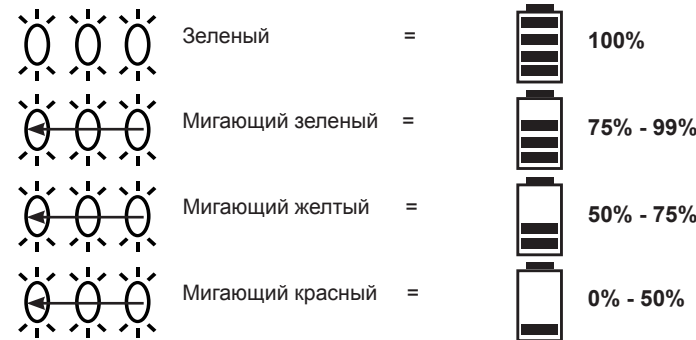 Зеленый = 100%
Мигающий зеленый = 75% - 99%
Мигающий желтый = 50% - 75%
Мигающий красный = 0% - 50%